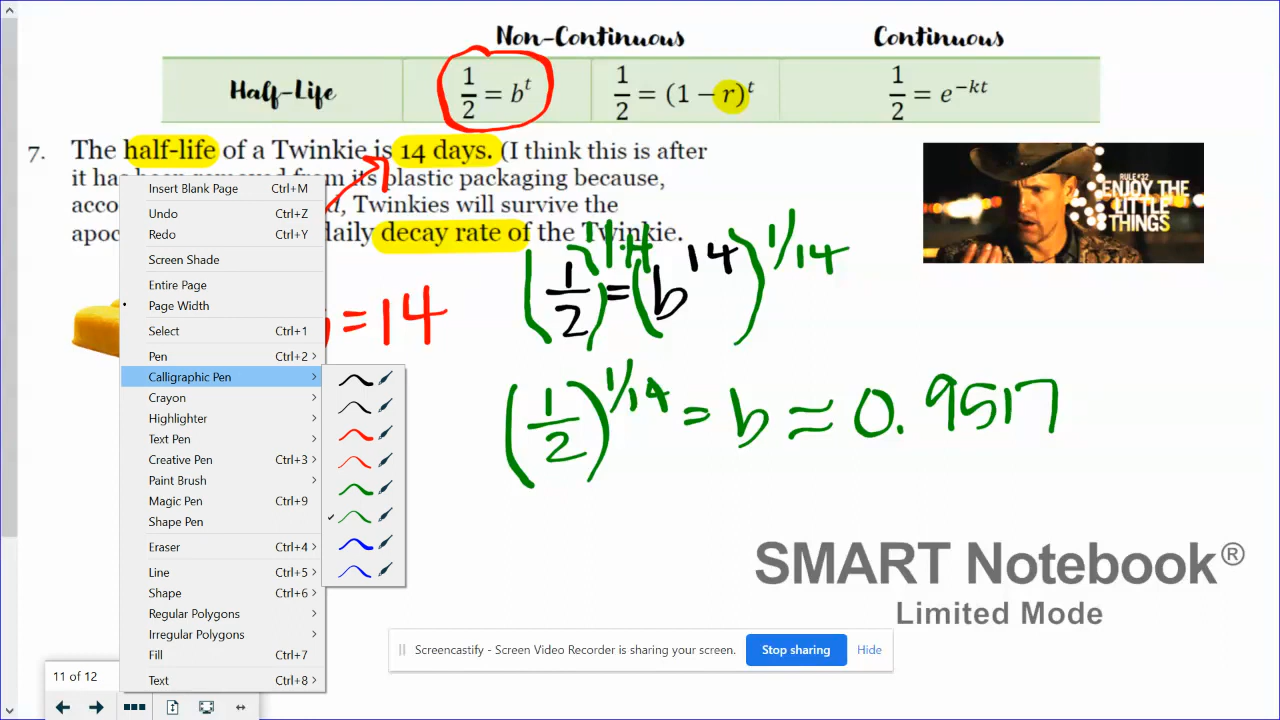 Non-Continuous
Continuous
Half-Life
1/2 = b^t
1/2 = (1 − r)^t
1/2 = e^−kt
7. The half-life of a Twinkie is 14 days. (I think this is after
it has been removed from its plastic packaging because,
acco , Twinkies will survive the
apoc daily decay rate of the Twinkie.
RULE #32
ENJOY THE
LITTLE
THINGS
= 14
(1/2)^1/14 = (b^14)^1/14
(1/2)^1/14 = b ≈ 0.9517
Insert Blank Page Ctrl+M
Undo Ctrl+Z
Redo Ctrl+Y
Screen Shade
Entire Page
• Page Width
Select Ctrl+1
Pen Ctrl+2 >
Calligraphic Pen >
Crayon >
Highlighter >
Text Pen >
Creative Pen Ctrl+3 >
Paint Brush >
Magic Pen Ctrl+9
Shape Pen >
Eraser Ctrl+4 >
Line Ctrl+5 >
Shape Ctrl+6 >
Regular Polygons >
Irregular Polygons >
Fill Ctrl+7
Text Ctrl+8 >
SMART Notebook®
Limited Mode
Screencastify - Screen Video Recorder is sharing your screen.
Stop sharing
Hide
11 of 12